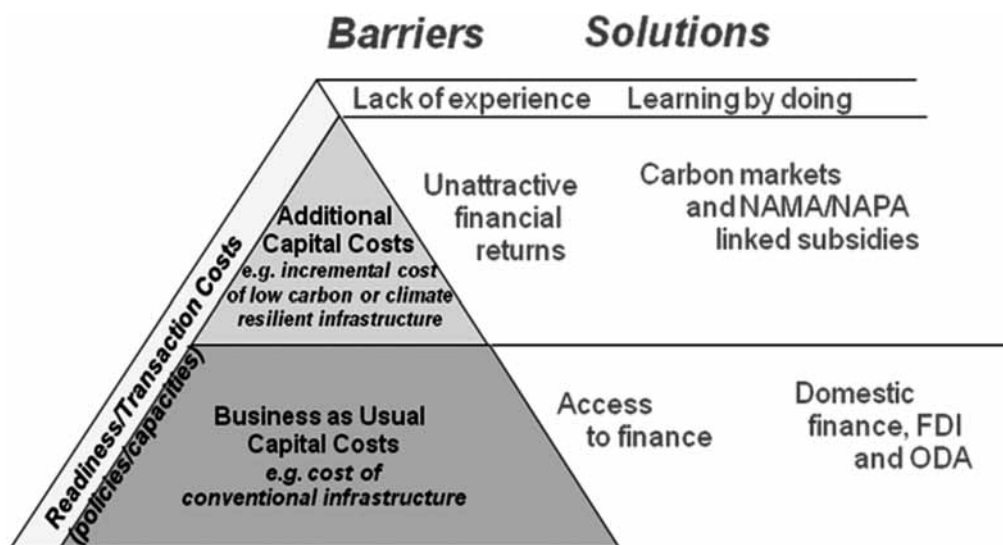 Barriers Solutions
Lack of experience Learning by doing
Unattractive
financial
returns
Carbon markets
and NAMA/NAPA
linked subsidies
Additional
Capital Costs
e.g. incremental cost
of low carbon or climate
resilient infrastructure
Readiness/Transaction Costs
(policies/capacities)
Business as Usual
Capital Costs
e.g. cost of
conventional infrastructure
Access
to finance
Domestic
finance, FDI
and ODA